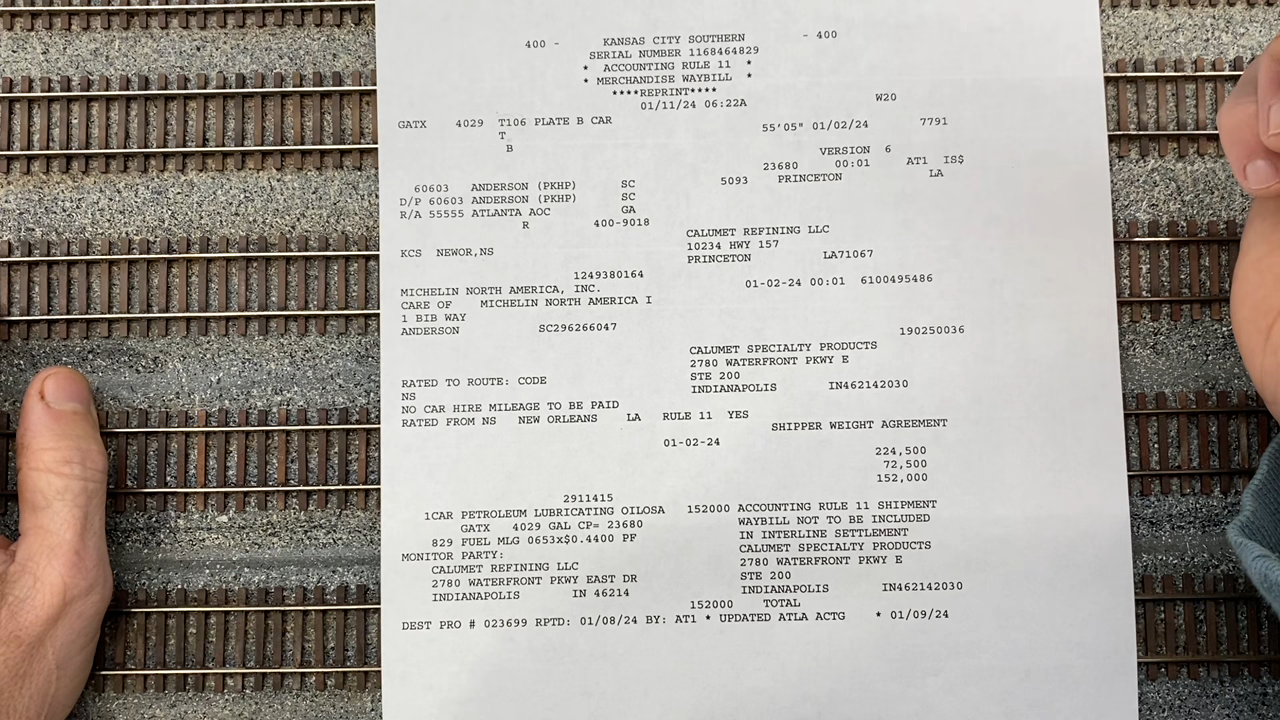 400 - KANSAS CITY SOUTHERN - 400
SERIAL NUMBER 1168464829
* ACCOUNTING RULE 11 *
* MERCHANDISE WAYBILL *
****REPRINT****
01/11/24 06:22A
W20
GATX 4029 T106 PLATE B CAR 55'05" 01/02/24 7791
T
B
VERSION 6
23680 00:01 AT1 IS$
60603 ANDERSON (PKHP) SC 5093 PRINCETON LA
D/P 60603 ANDERSON (PKHP) SC
R/A 55555 ATLANTA AOC GA
R 400-9018
CALUMET REFINING LLC
KCS NEWOR,NS 10234 HWY 157
PRINCETON LA71067
1249380164
MICHELIN NORTH AMERICA, INC. 01-02-24 00:01 6100495486
CARE OF MICHELIN NORTH AMERICA I
1 BIB WAY
ANDERSON SC296266047
190250036
CALUMET SPECIALTY PRODUCTS
2780 WATERFRONT PKWY E
RATED TO ROUTE: CODE STE 200
NS INDIANAPOLIS IN462142030
NO CAR HIRE MILEAGE TO BE PAID
RATED FROM NS NEW ORLEANS LA RULE 11 YES
SHIPPER WEIGHT AGREEMENT
01-02-24
224,500
72,500
152,000
2911415
1CAR PETROLEUM LUBRICATING OILOSA 152000 ACCOUNTING RULE 11 SHIPMENT
GATX 4029 GAL CP= 23680 WAYBILL NOT TO BE INCLUDED
829 FUEL MLG 0653X$0.4400 PF IN INTERLINE SETTLEMENT
MONITOR PARTY: CALUMET SPECIALTY PRODUCTS
CALUMET REFINING LLC 2780 WATERFRONT PKWY E
2780 WATERFRONT PKWY EAST DR STE 200
INDIANAPOLIS IN 46214 INDIANAPOLIS IN462142030
152000 TOTAL
DEST PRO # 023699 RPTD: 01/08/24 BY: AT1 * UPDATED ATLA ACTG * 01/09/24